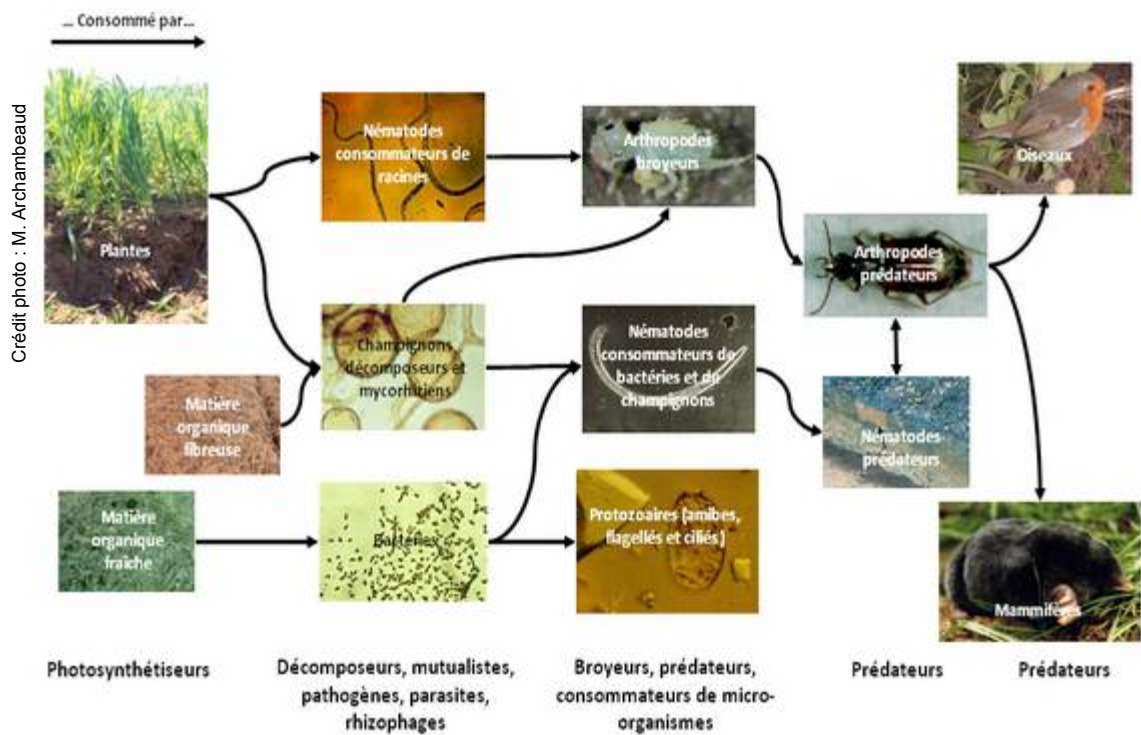 ... Consommé par...
Crédit photo : M. Archambeaud
Plantes
Nématodes
consommateurs de
racines
Arthropodes
broyeurs
Oiseaux
Arthropodes
prédateurs
Champignons
décomposeurs et
mycorhiziens
Nématodes
consommateurs de
bactéries et de
champignons
Matière
organique
fibreuse
Nématodes
prédateurs
Matière
organique
fraîche
Bactéries
Protozoaires (amibes,
flagellés et ciliés)
Mammifères
Photosynthétiseurs
Décomposeurs, mutualistes,
pathogènes, parasites,
rhizophages
Broyeurs, prédateurs,
consommateurs de micro-
organismes
Prédateurs
Prédateurs